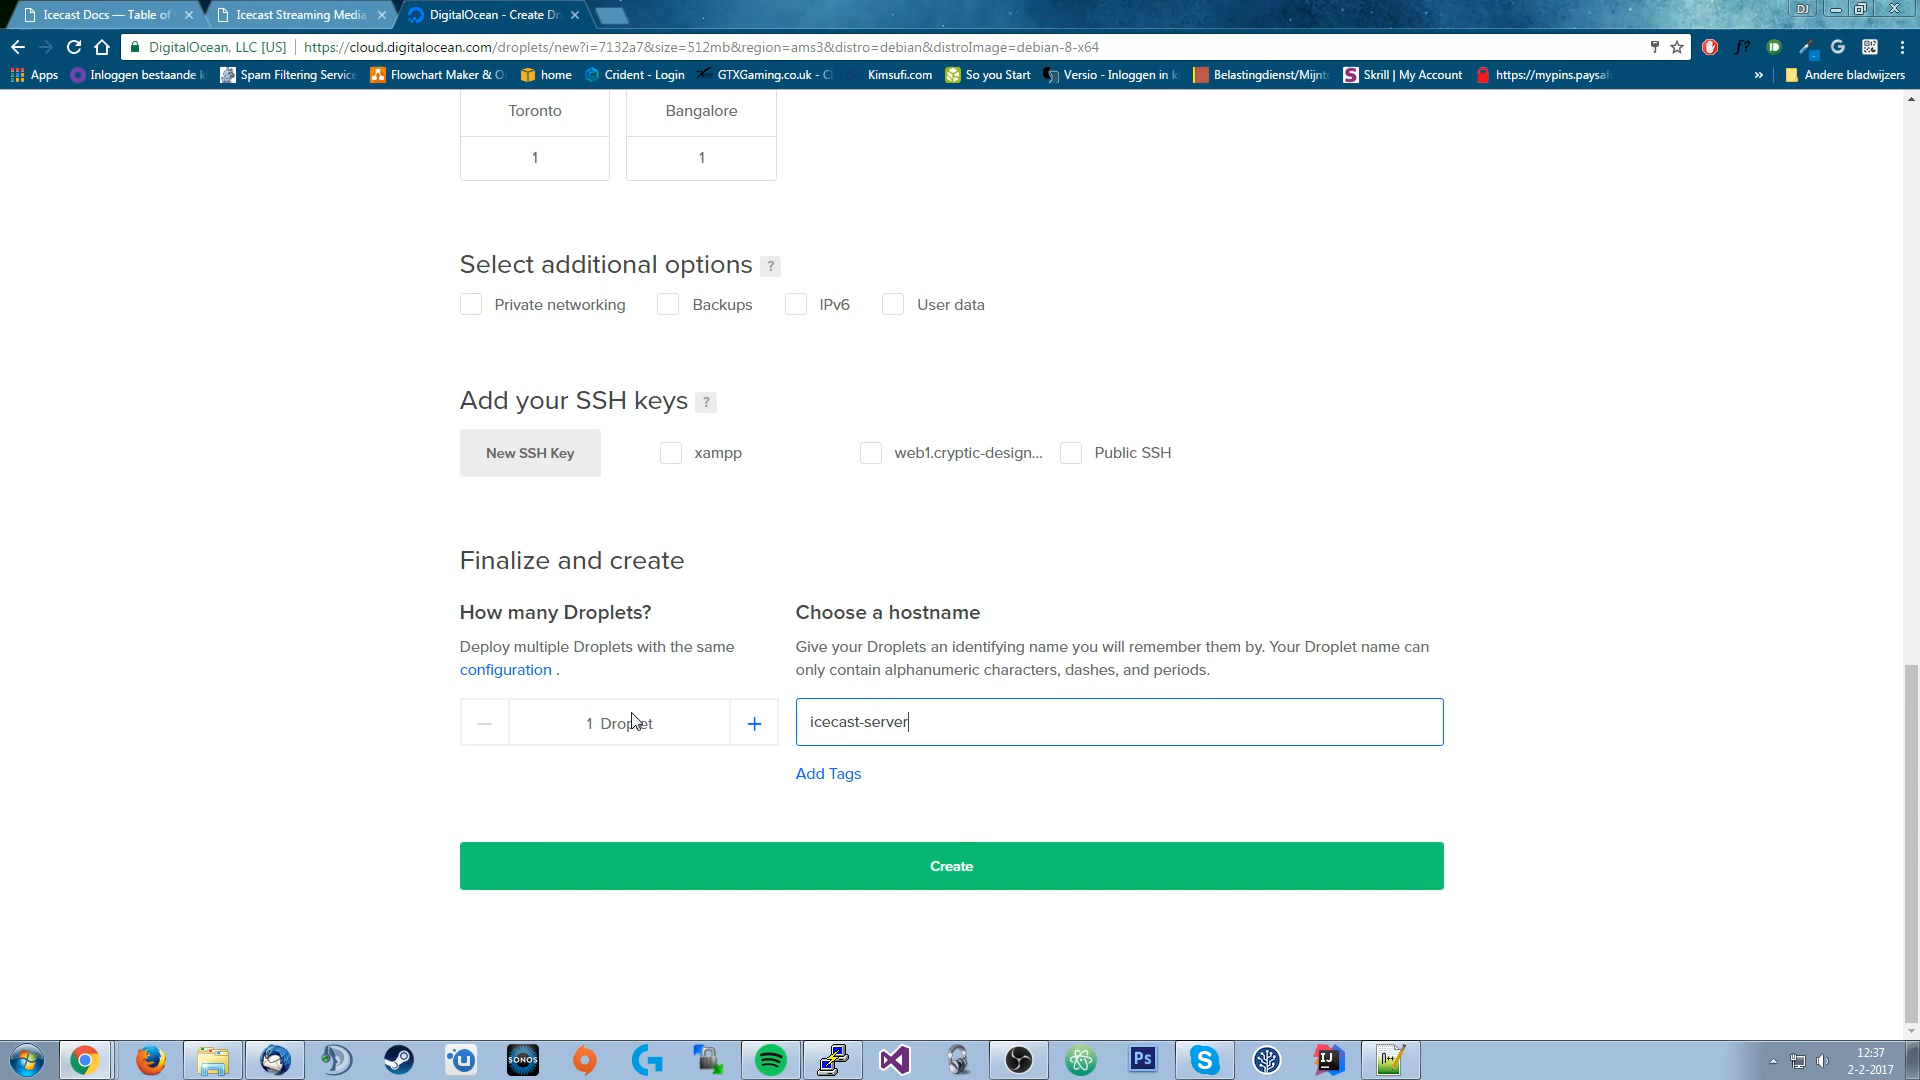 Icecast Docs — Table of
Icecast Streaming Media
DigitalOcean - Create Dr
DJ
DigitalOcean, LLC [US]
https://cloud.digitalocean.com/droplets/new?i=7132a7&size=512mb&region=ams3&distro=debian&distroImage=debian-8-x64
Apps
Inloggen bestaande k
Spam Filtering Service
Flowchart Maker & O
home
Crident - Login
GTXGaming.co.uk - C
Kimsufi.com
So you Start
Versio - Inloggen in k
Belastingdienst/Mijnt
Skrill | My Account
https://mypins.paysaf
»
Andere bladwijzers
Toronto
Bangalore
1
1
Select additional options ?
Private networking
Backups
IPv6
User data
Add your SSH keys ?
New SSH Key
xampp
web1.cryptic-design...
Public SSH
Finalize and create
How many Droplets?
Deploy multiple Droplets with the same
configuration .
1 Droplet
Choose a hostname
Give your Droplets an identifying name you will remember them by. Your Droplet name can
only contain alphanumeric characters, dashes, and periods.
icecast-server
Add Tags
Create
SONOS
Ps
IJ
12:37
2-2-2017